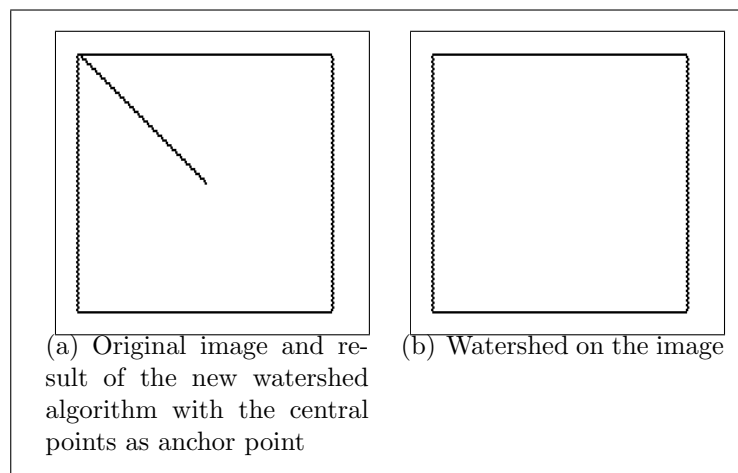 (a) Original image and re-
sult of the new watershed
algorithm with the central
points as anchor point
(b) Watershed on the image